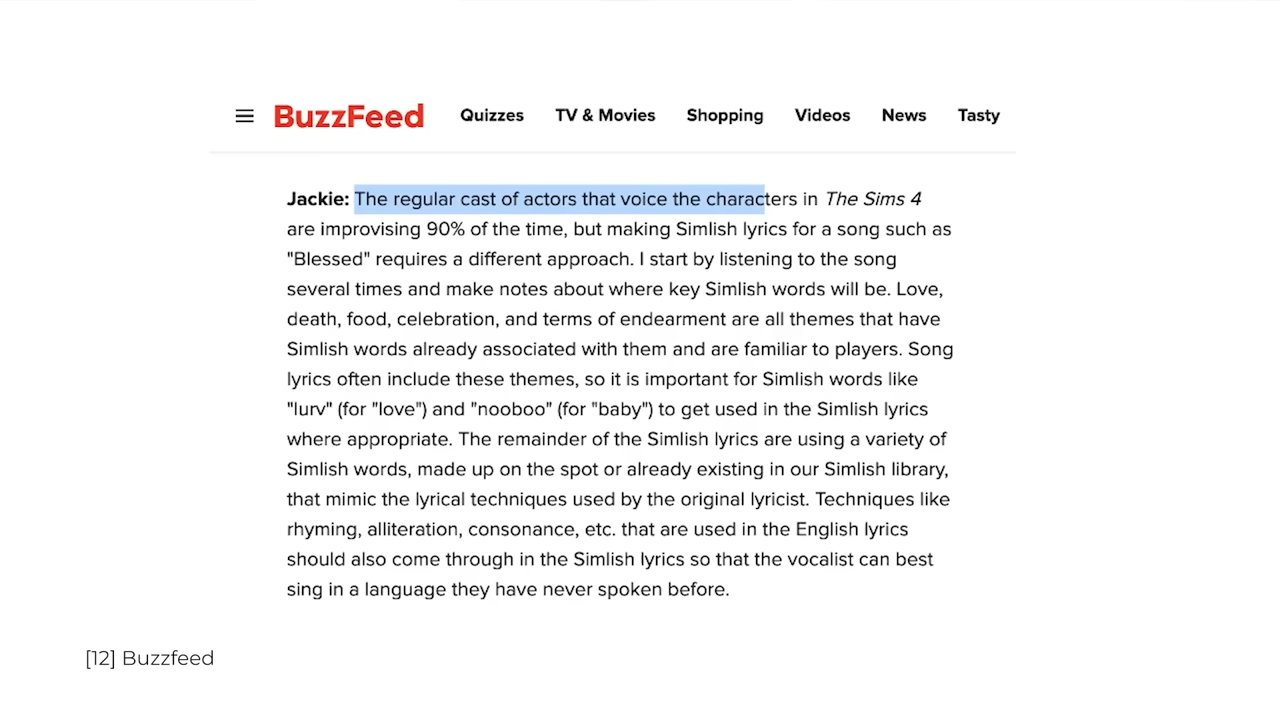 BuzzFeed Quizzes TV & Movies Shopping Videos News Tasty
Jackie: The regular cast of actors that voice the characters in The Sims 4
are improvising 90% of the time, but making Simlish lyrics for a song such as
"Blessed" requires a different approach. I start by listening to the song
several times and make notes about where key Simlish words will be. Love,
death, food, celebration, and terms of endearment are all themes that have
Simlish words already associated with them and are familiar to players. Song
lyrics often include these themes, so it is important for Simlish words like
"lurv" (for "love") and "nooboo" (for "baby") to get used in the Simlish lyrics
where appropriate. The remainder of the Simlish lyrics are using a variety of
Simlish words, made up on the spot or already existing in our Simlish library,
that mimic the lyrical techniques used by the original lyricist. Techniques like
rhyming, alliteration, consonance, etc. that are used in the English lyrics
should also come through in the Simlish lyrics so that the vocalist can best
sing in a language they have never spoken before.
[12] Buzzfeed